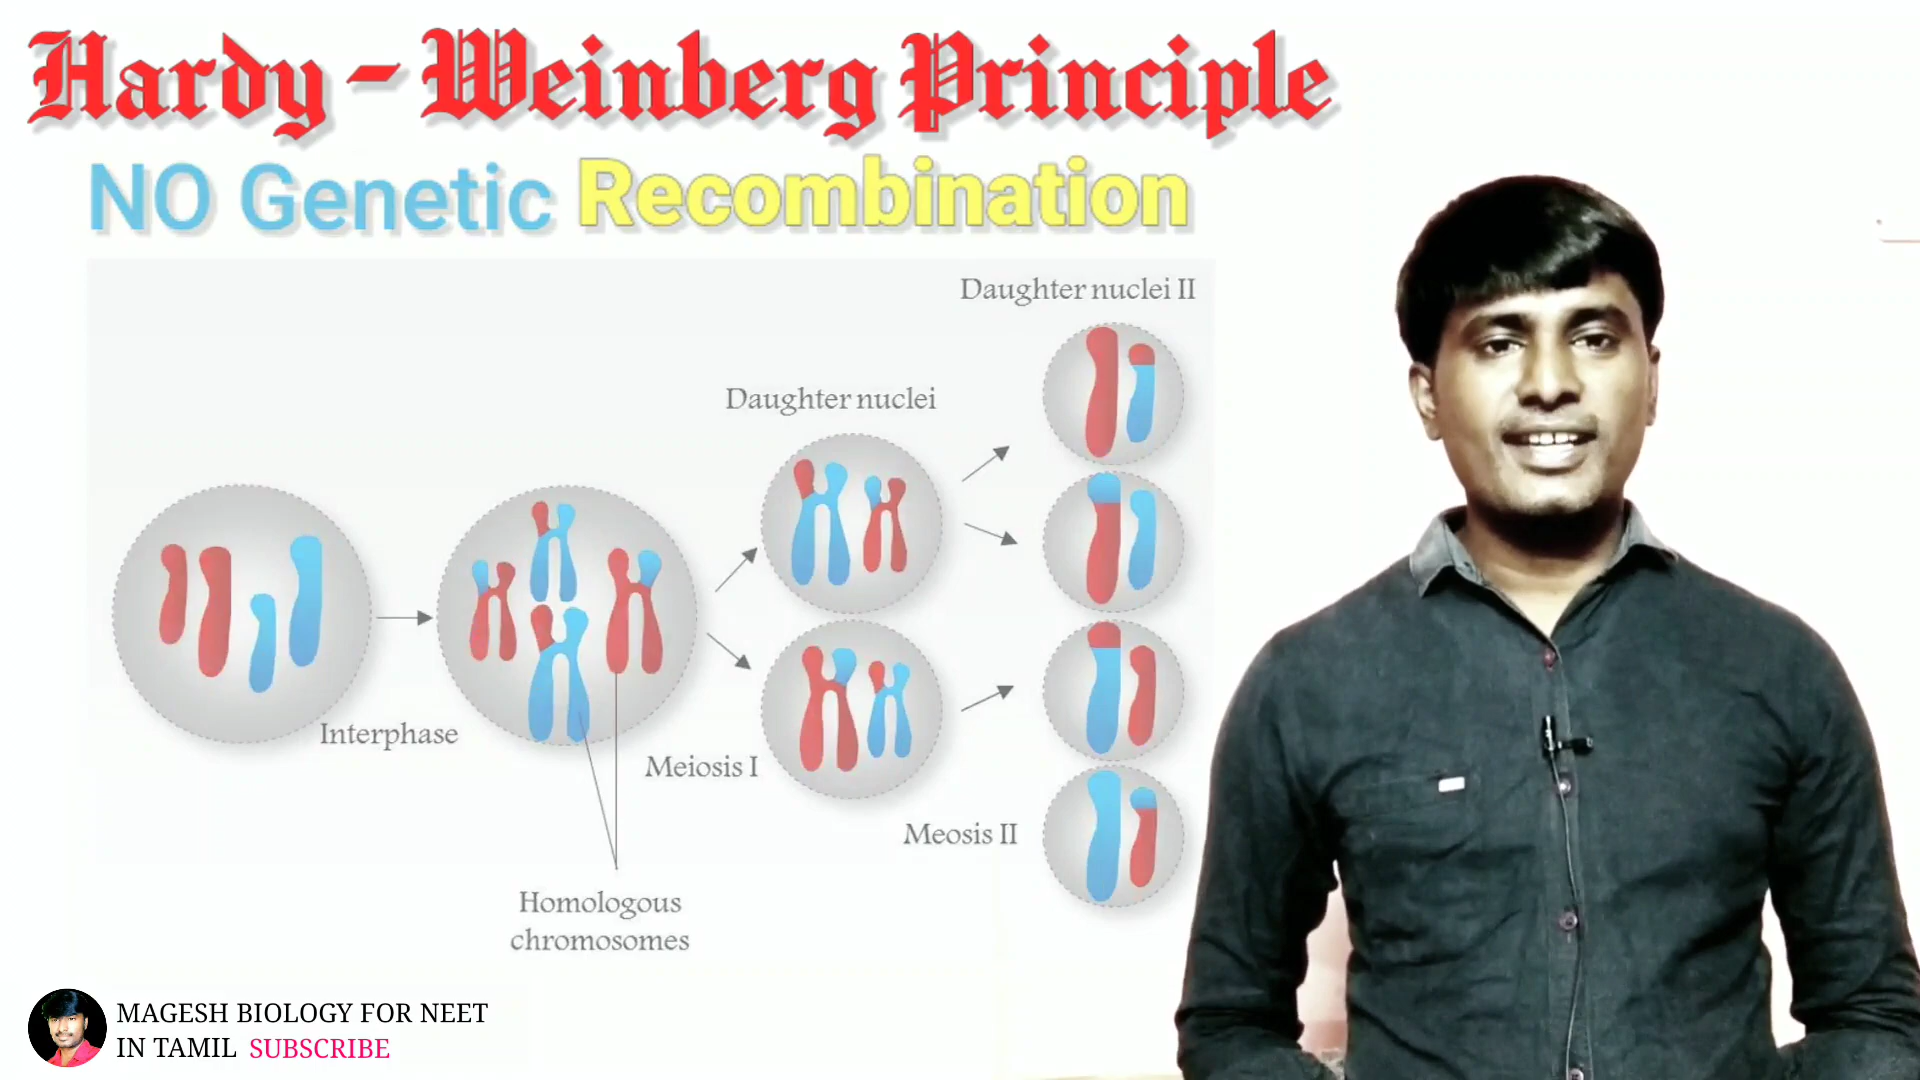 Hardy - Weinberg Principle
NO Genetic Recombination
Daughter nuclei II
Daughter nuclei
Interphase
Meiosis I
Meosis II
Homologous
chromosomes
MAGESH BIOLOGY FOR NEET
IN TAMIL SUBSCRIBE